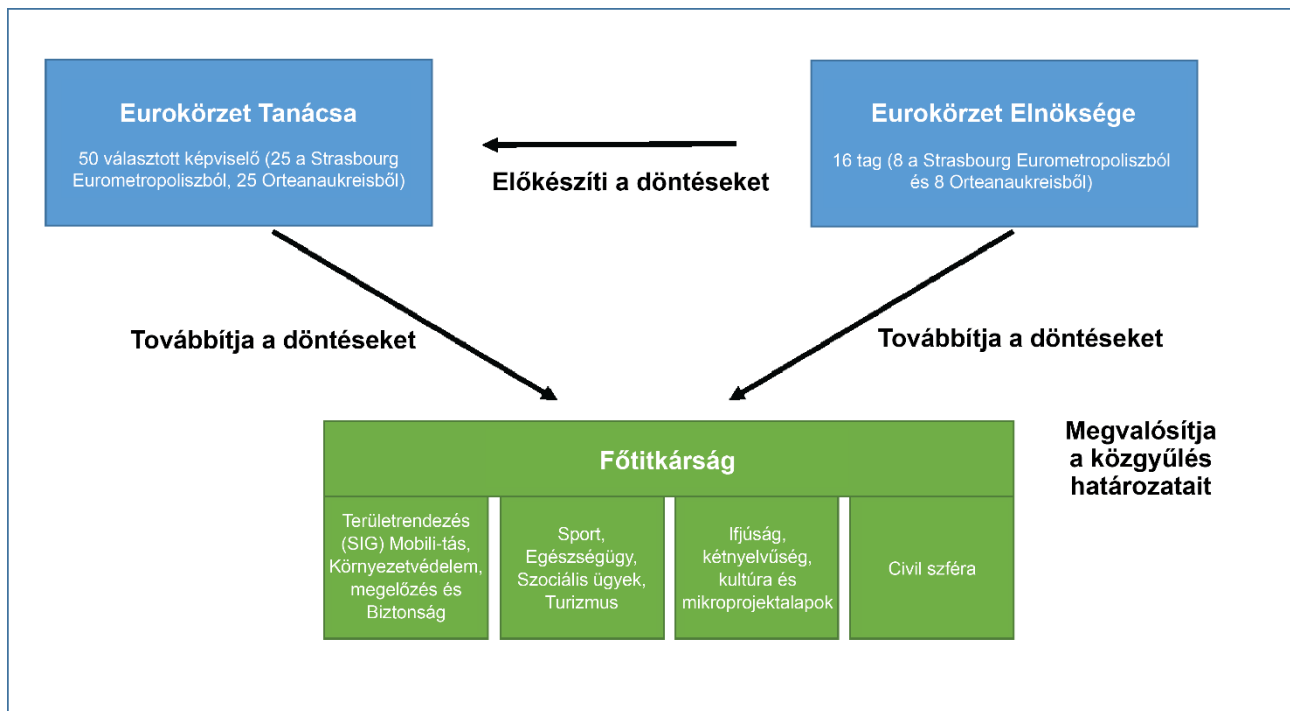 Eurokörzet Tanácsa
50 választott képviselő (25 a Strasbourg
Eurometropoliszból, 25 Orteanaukreisből)
Eurokörzet Elnöksége
16 tag (8 a Strasbourg Eurometropoliszból
és 8 Orteanaukreisből)
Előkészíti a döntéseket
Továbbítja a döntéseket
Továbbítja a döntéseket
Főtitkárság
Megvalósítja
a közgyűlés
határozatait
Területrendezés
(SIG) Mobili-tás,
Környezetvédelem,
megelőzés és
Biztonság
Sport,
Egészségügy,
Szociális ügyek,
Turizmus
Ifjúság,
kétnyelvűség,
kultúra és
mikroprojektalapok
Civil szféra